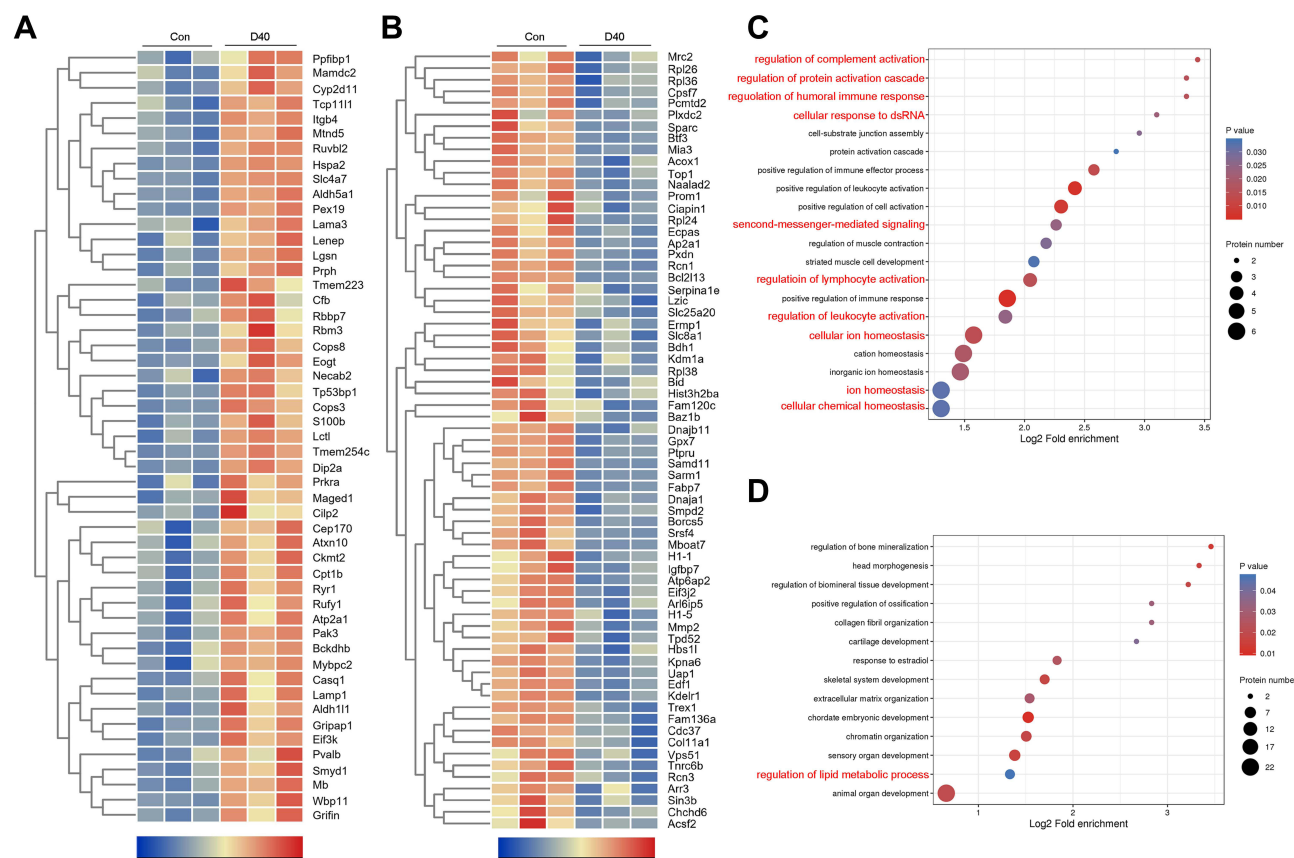 A
Con
D40
Ppfibp1
Mamdc2
Cyp2d11
Tcp11l1
Itgb4
Mtnd5
Ruvbl2
Hspa2
Slc4a7
Aldh5a1
Pex19
Lama3
Lenep
Lgsn
Prph
Tmem223
Cfb
Rbbp7
Rbm3
Cops8
Eogt
Necab2
Tp53bp1
Cops3
S100b
Lctl
Tmem254c
Dip2a
Prkra
Maged1
Cilp2
Cep170
Atxn10
Ckmt2
Cpt1b
Ryr1
Rufy1
Atp2a1
Pak3
Bckdhb
Mybpc2
Casq1
Lamp1
Aldh1l1
Gripap1
Eif3k
Pvalb
Smyd1
Mb
Wbp11
Grifin
B
Con
D40
Mrc2
Rpl26
Rpl36
Cpsf7
Pcmtd2
Plxdc2
Sparc
Btf3
Mia3
Acox1
Top1
Naalad2
Prom1
Ciapin1
Rpl24
Ecpas
Ap2a1
Pxdn
Rcn1
Bcl2l13
Serpina1e
Lzic
Slc25a20
Ermp1
Slc8a1
Bdh1
Kdm1a
Rpl38
Bid
Hist3h2ba
Fam120c
Baz1b
Dnajb11
Gpx7
Ptpru
Samd11
Sarm1
Fabp7
Dnaja1
Smpd2
Borcs5
Srsf4
Mboat7
H1-1
Igfbp7
Atp6ap2
Eif3j2
Arl6ip5
H1-5
Mmp2
Tpd52
Hbs1l
Kpna6
Uap1
Edf1
Kdelr1
Trex1
Fam136a
Cdc37
Col11a1
Vps51
Tnrc6b
Rcn3
Arr3
Sin3b
Chchd6
Acsf2
C
regulation of complement activation
regulation of protein activation cascade
reguolation of humoral immune response
cellular response to dsRNA
cell-substrate junction assembly
protein activation cascade
positive regulation of immune effector process
positive regulation of leukocyte activation
positive regulation of cell activation
sencond-messenger-mediated signaling
regulation of muscle contraction
striated muscle cell development
regulatioin of lymphocyte activation
positive regulation of immune response
regulation of leukocyte activation
cellular ion homeostasis
cation homeostasis
inorganic ion homeostasis
ion homeostasis
cellular chemical homeostasis
1.5 2.0 2.5 3.0 3.5
Log2 Fold enrichment
P value
0.030
0.025
0.020
0.015
0.010
Protein number
2
3
4
5
6
D
regulation of bone mineralization
head morphogenesis
regulation of biomineral tissue development
positive regulation of ossification
collagen fibril organization
cartilage development
response to estradiol
skeletal system development
extracellular matrix organization
chordate embryonic development
chromatin organization
sensory organ development
regulation of lipid metabolic process
animal organ development
1 2 3
Log2 Fold enrichment
P value
0.04
0.03
0.02
0.01
Protein number
2
7
12
17
22